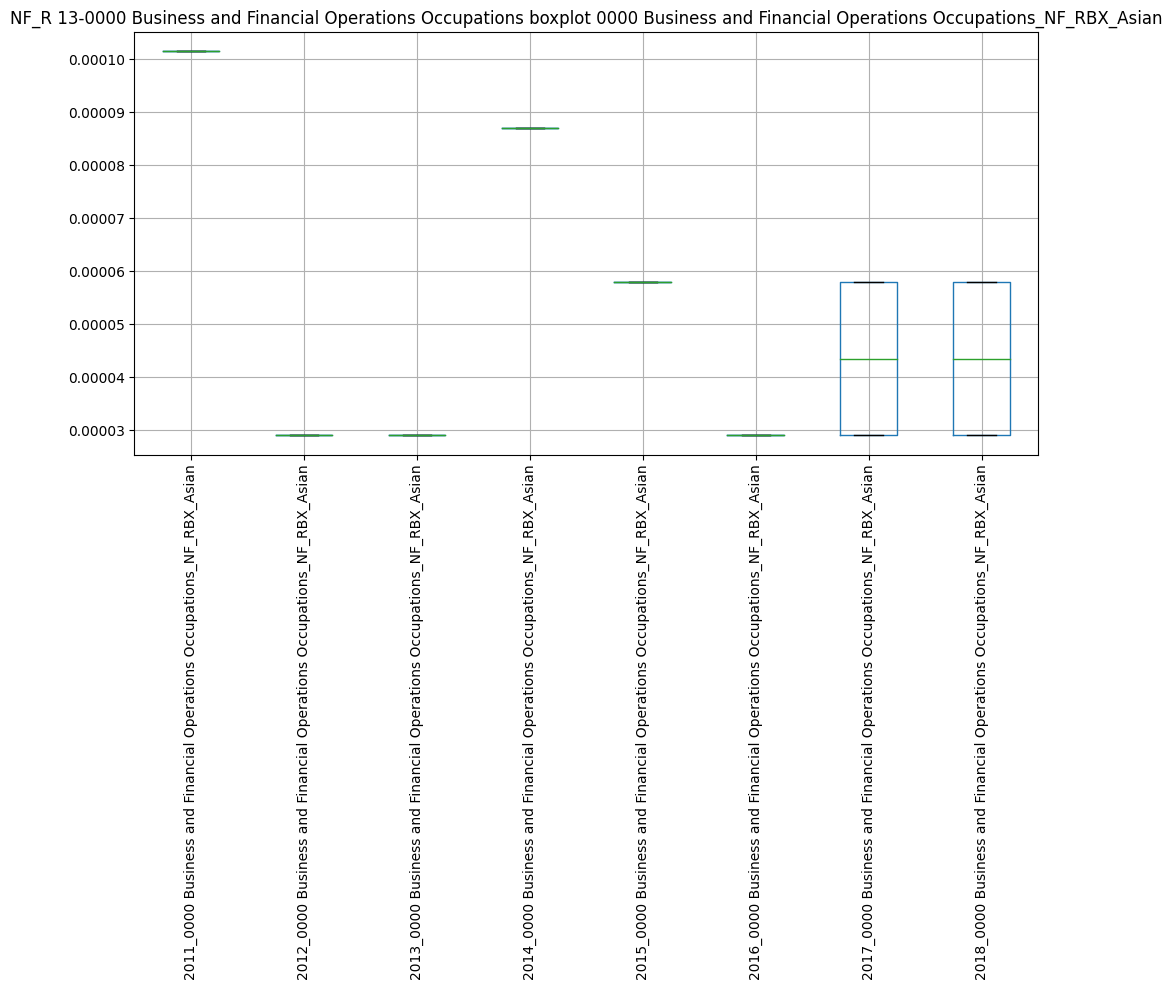 NF_R 13-0000 Business and Financial Operations Occupations boxplot 0000 Business and Financial Operations Occupations_NF_RBX_Asian
0.00010
0.00009
0.00008
0.00007
0.00006
0.00005
0.00004
0.00003
2011_0000 Business and Financial Operations Occupations_NF_RBX_Asian
2012_0000 Business and Financial Operations Occupations_NF_RBX_Asian
2013_0000 Business and Financial Operations Occupations_NF_RBX_Asian
2014_0000 Business and Financial Operations Occupations_NF_RBX_Asian
2015_0000 Business and Financial Operations Occupations_NF_RBX_Asian
2016_0000 Business and Financial Operations Occupations_NF_RBX_Asian
2017_0000 Business and Financial Operations Occupations_NF_RBX_Asian
2018_0000 Business and Financial Operations Occupations_NF_RBX_Asian